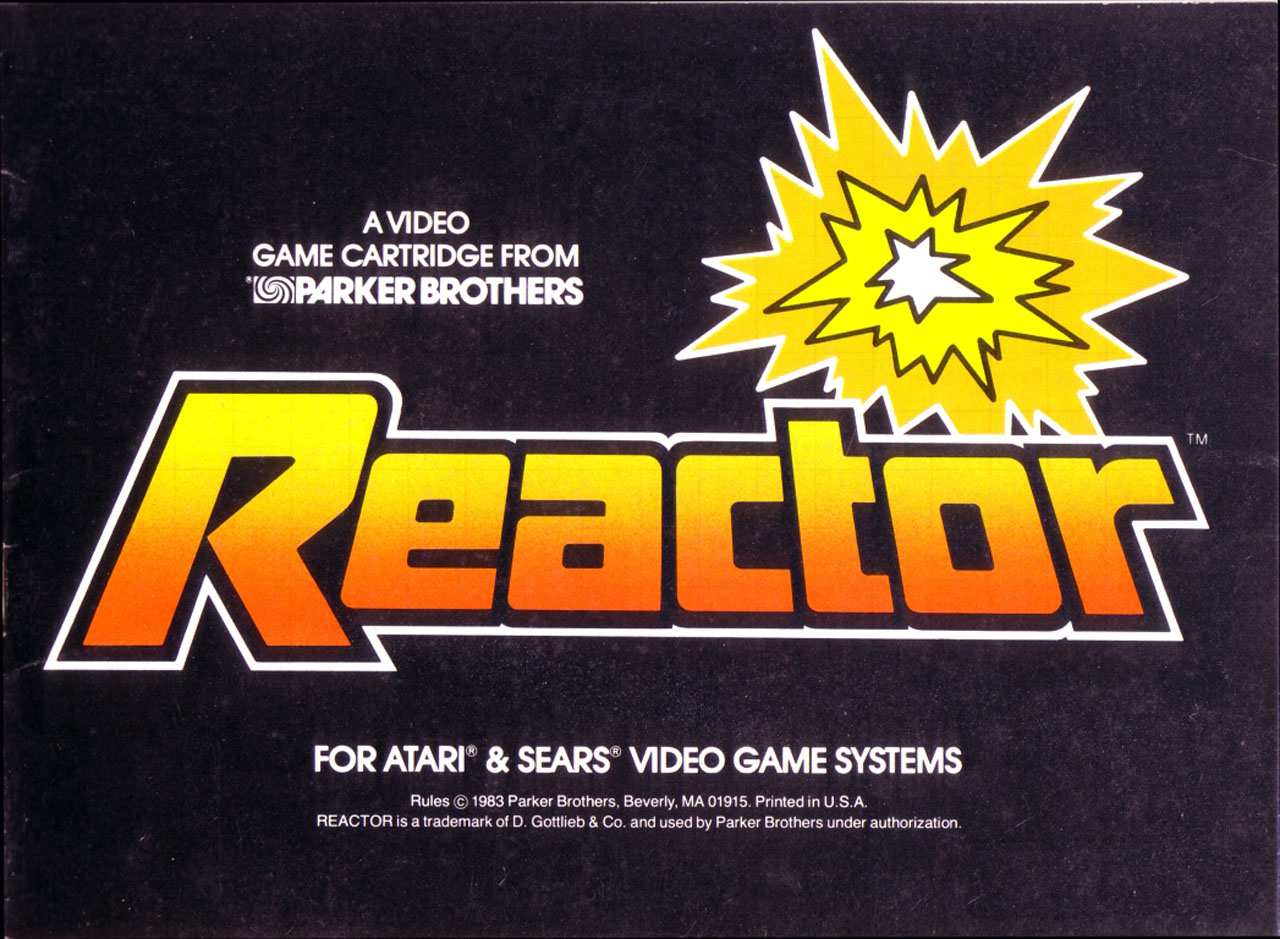 A VIDEO
GAME CARTRIDGE FROM
® PARKER BROTHERS
Reactor™
FOR ATARI® & SEARS® VIDEO GAME SYSTEMS
Rules © 1983 Parker Brothers, Beverly, MA 01915. Printed in U.S.A.
REACTOR is a trademark of D. Gottlieb & Co. and used by Parker Brothers under authorization.